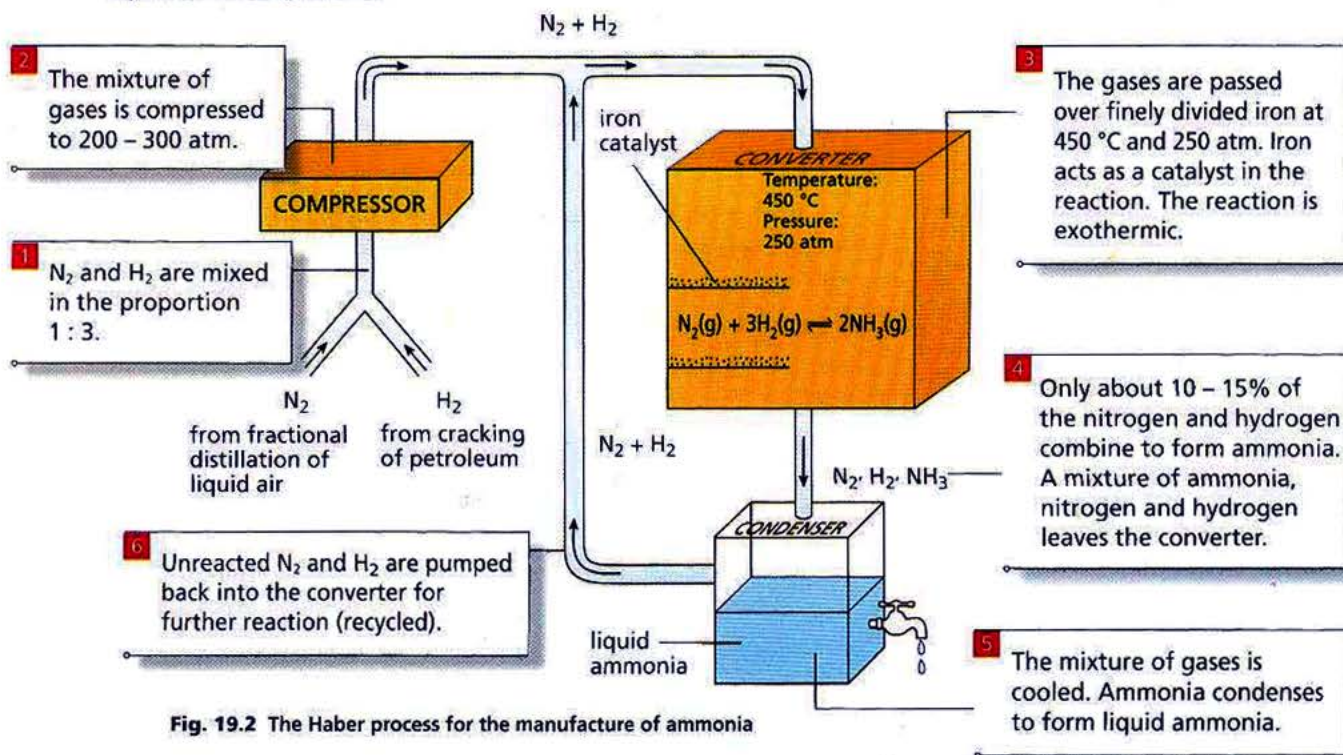 N₂ + H₂
2
The mixture of
gases is compressed
to 200 – 300 atm.
COMPRESSOR
1
N₂ and H₂ are mixed
in the proportion
1 : 3.
N₂
from fractional
distillation of
liquid air
H₂
from cracking
of petroleum
iron
catalyst
CONVERTER
Temperature:
450 °C
Pressure:
250 atm
N₂(g) + 3H₂(g) ⇌ 2NH₃(g)
3
The gases are passed
over finely divided iron at
450 °C and 250 atm. Iron
acts as a catalyst in the
reaction. The reaction is
exothermic.
4
Only about 10 – 15% of
the nitrogen and hydrogen
combine to form ammonia.
A mixture of ammonia,
nitrogen and hydrogen
leaves the converter.
N₂, H₂, NH₃
N₂ + H₂
CONDENSER
liquid
ammonia
5
The mixture of gases is
cooled. Ammonia condenses
to form liquid ammonia.
6
Unreacted N₂ and H₂ are pumped
back into the converter for
further reaction (recycled).
Fig. 19.2 The Haber process for the manufacture of ammonia